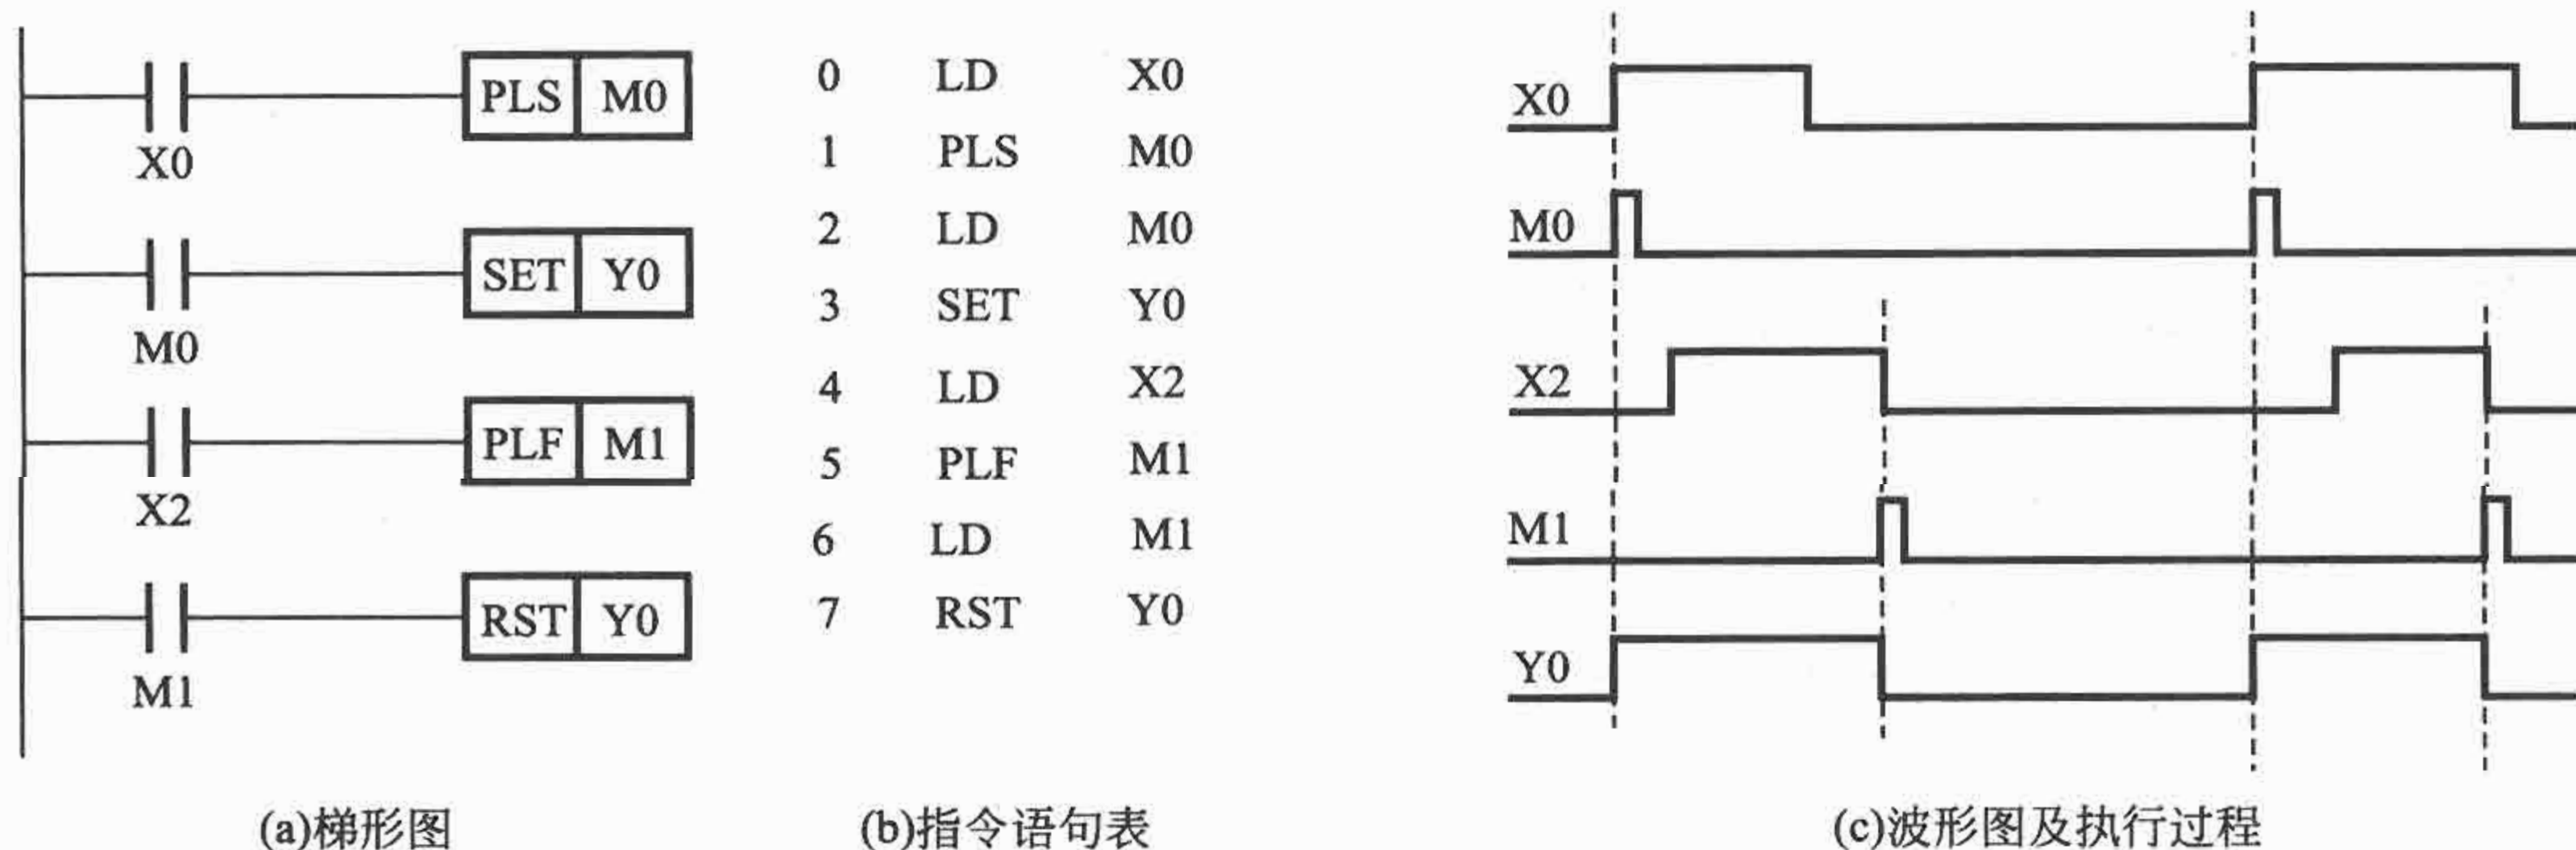 X0
PLS M0
M0
SET Y0
X2
PLF M1
M1
RST Y0
(a)梯形图
0 LD X0
1 PLS M0
2 LD M0
3 SET Y0
4 LD X2
5 PLF M1
6 LD M1
7 RST Y0
(b)指令语句表
X0
M0
X2
M1
Y0
(c)波形图及执行过程